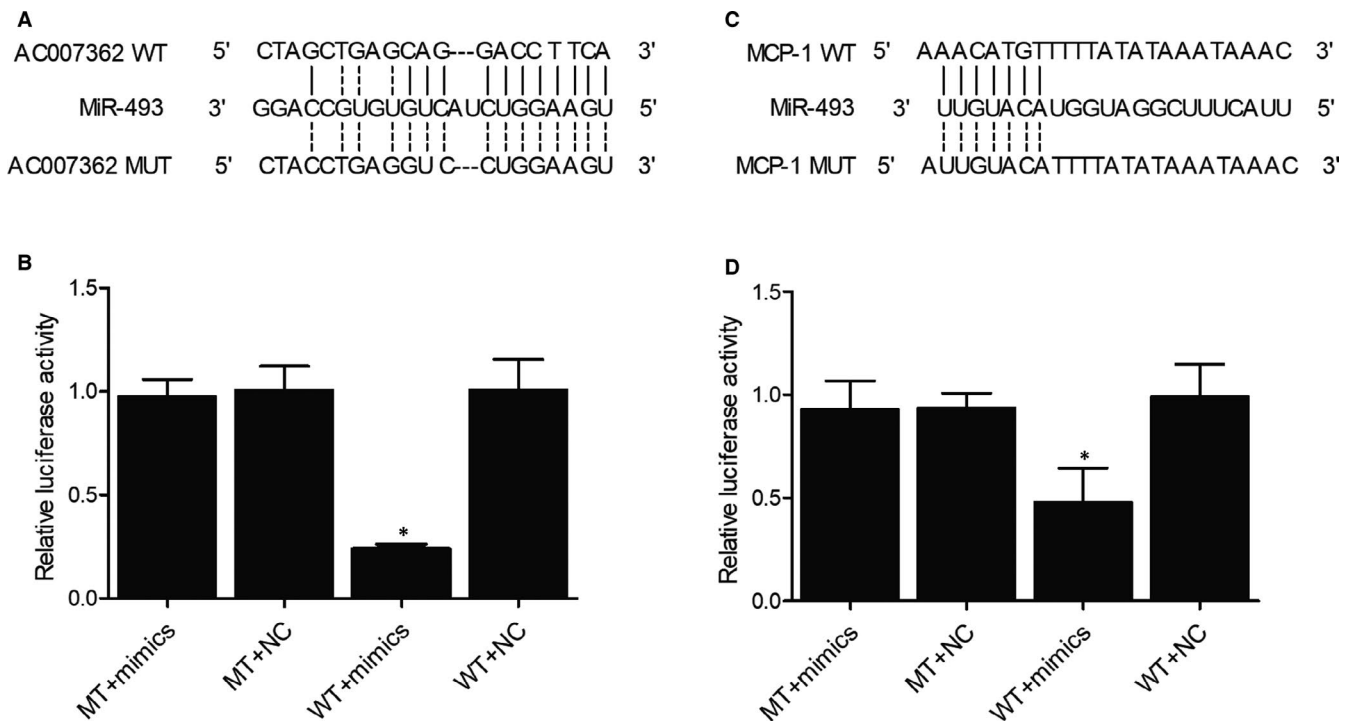 A
AC007362 WT 5' CTAGCTGAGCAG---GACCT TCA 3'
MiR-493 3' GGACCGUGUGUCAUCUGGAAGU 5'
AC007362 MUT 5' CTACCTGAGGU C---CUGGAAGU 3'
C
MCP-1 WT 5' AAACATGTTTTTATATAAATAAAC 3'
MiR-493 3' UUGUACAUGGUAGGCUUUCAUU 5'
MCP-1 MUT 5' AUUGUACATTTTATATAAATAAAC 3'
B
Relative luciferase activity
1.5
1.0
0.5
0.0
*
MT+mimics
MT+NC
WT+mimics
WT+NC
D
Relative luciferase activity
1.5
1.0
0.5
0.0
*
MT+mimics
MT+NC
WT+mimics
WT+NC